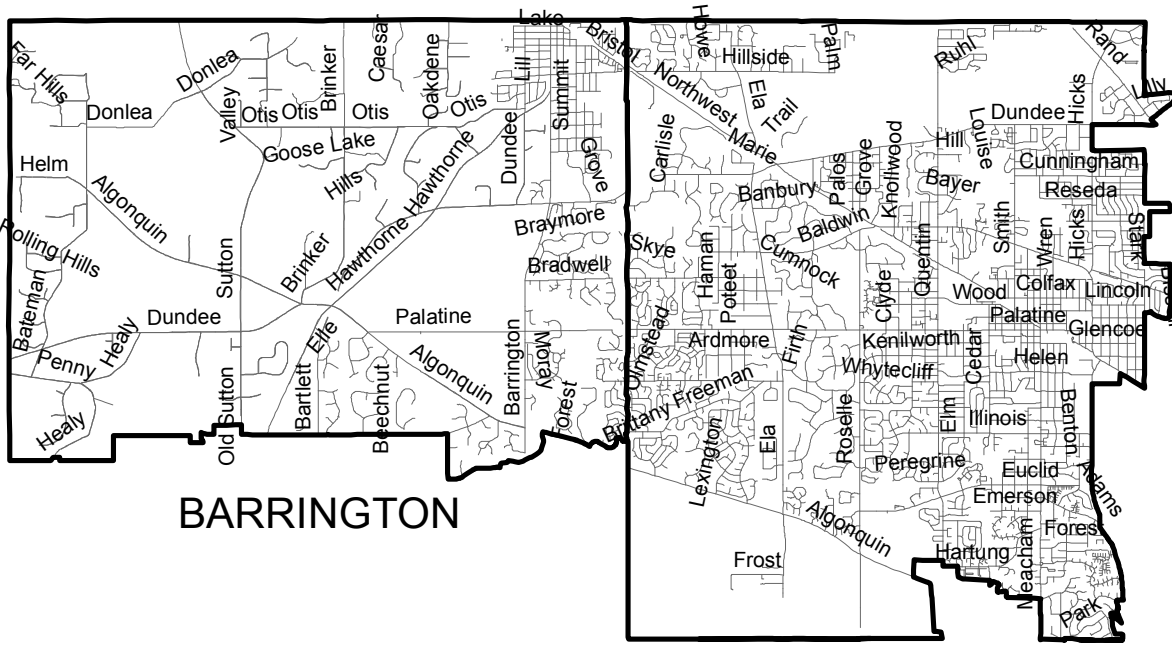 Lake
Bristol
Howe
Palm
Hillside
Ruhl
Rand
Far Hills
Donlea
Brinker
Caesar
Oakdene
Lill
Summit
Northwest
Ela
Trail
Hicks
Lilly
Donlea
Valley
Otis
Otis
Otis
Otis
Dundee
Goose Lake
Hawthorne
Dundee
Carlisle
Marie
Hill
Louise
Knollwood
Grove
Palos
Cunningham
Helm
Hills
Grove
Banbury
Bayer
Reseda
Algonquin
Braymore
Baldwin
Smith
Wren
Hicks
Stark
Rolling Hills
Sutton
Brinker
Hawthorne
Skye
Haman
Cumnock
Quentin
Bradwell
Poteet
Clyde
Wood
Colfax
Lincoln
Bateman
Dundee
Palatine
Palatine
Glencoe
Healy
Elle
Algonquin
Barrington
Moray
Olmstead
Ardmore
Firth
Kenilworth
Cedar
Helen
Penny
Whytecliff
Bartlett
Beechnut
Forest
Brittany
Freeman
Old Sutton
Healy
Lexington
Ela
Roselle
Elm
Illinois
Benton
Peregrine
Euclid
Adams
Emerson
BARRINGTON
Algonquin
Forest
Hartung
Meacham
Frost
Park